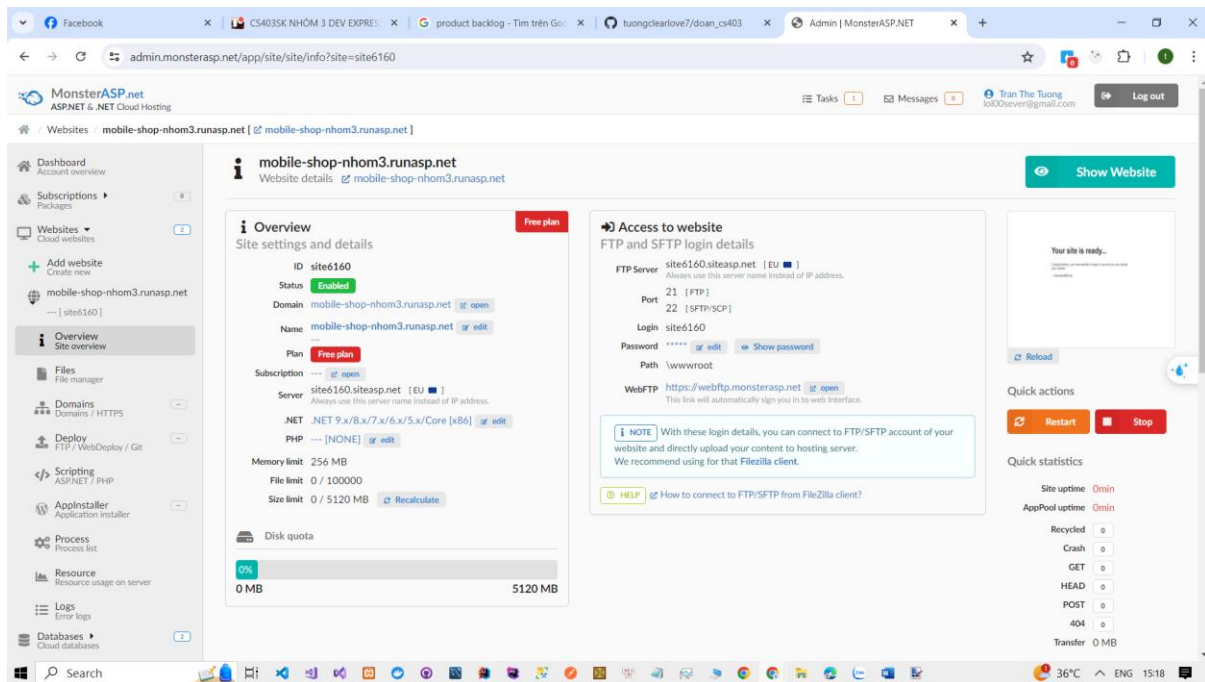 Facebook
CS403SK NHÓM 3 DEV EXPRES
product backlog - Tìm trên Goo
tuongclearlove7/doan_cs403
Admin | MonsterASP.NET
admin.monsterasp.net/app/site/site/info?site=site6160
MonsterASP.net
ASP.NET & .NET Cloud Hosting
Tasks 1
Messages 4
Tran The Tuong
lol00sever@gmail.com
Log out
/ Websites / mobile-shop-nhom3.runasp.net [ mobile-shop-nhom3.runasp.net ]
Dashboard
Account overview
Subscriptions
Packages
0
Websites
Cloud websites
2
Add website
Create new
mobile-shop-nhom3.runasp.net
--- [ site6160 ]
Overview
Site overview
Files
File manager
Domains
Domains / HTTPS
Deploy
FTP / WebDeploy / Git
Scripting
ASP.NET / PHP
AppInstaller
Application installer
Process
Process list
Resource
Resource usage on server
Logs
Error logs
Databases
Cloud databases
2
mobile-shop-nhom3.runasp.net
Website details mobile-shop-nhom3.runasp.net
Show Website
Overview
Free plan
Site settings and details
ID site6160
Status Enabled
Domain mobile-shop-nhom3.runasp.net open
Name mobile-shop-nhom3.runasp.net edit
---
Plan Free plan
Subscription --- open
Server site6160.siteasp.net [ EU ]
Always use this server name instead of IP address.
.NET .NET 9.x/8.x/7.x/6.x/5.x/Core [x86] edit
PHP --- [NONE] edit
Memory limit 256 MB
File limit 0 / 100000
Size limit 0 / 5120 MB Recalculate
Disk quota
0%
0 MB 5120 MB
Access to website
FTP and SFTP login details
FTP Server site6160.siteasp.net [ EU ]
Always use this server name instead of IP address.
Port 21 [FTP]
22 [SFTP/SCP]
Login site6160
Password ***** edit Show password
Path \wwwroot
WebFTP https://webftp.monsterasp.net open
This link will automatically sign you in to web Interface.
NOTE With these login details, you can connect to FTP/SFTP account of your
website and directly upload your content to hosting server.
We recommend using for that Filezilla client.
HELP How to connect to FTP/SFTP from FileZilla client?
Your site is ready...
Reload
Quick actions
Restart
Stop
Quick statistics
Site uptime 0min
AppPool uptime 0min
Recycled 0
Crash 0
GET 0
HEAD 0
POST 0
404 0
Transfer 0 MB
Search
36°C
ENG
15:18